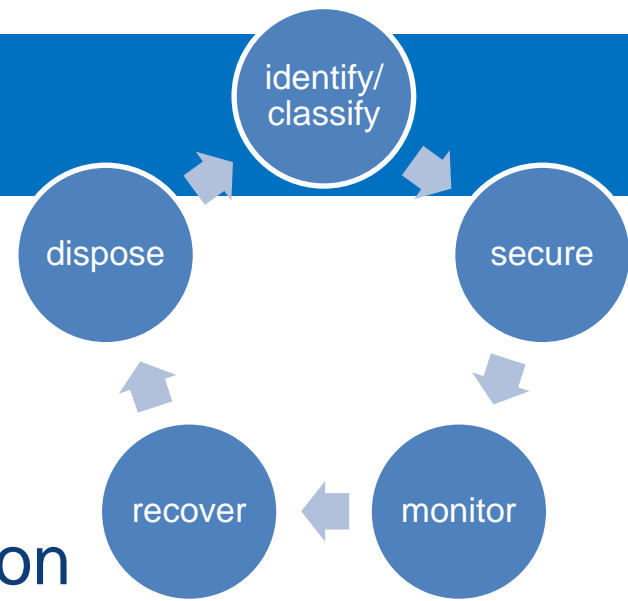 identify/
classify
dispose
secure
recover
monitor
on